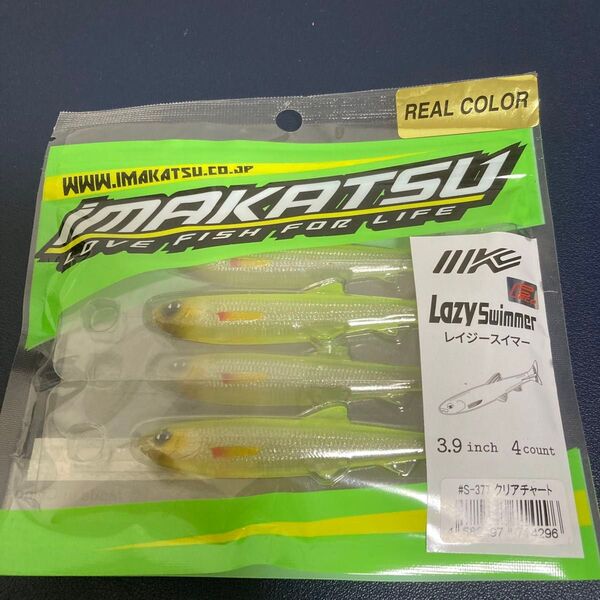 REAL COLOR
WWW.IMAKATSU.CO.JP
IMAKATSU
LOVE FISH FOR LIFE
IKE
Lazy Swimmer
レイジースイマー
3.9 inch 4 count
#S-377 クリアチャート